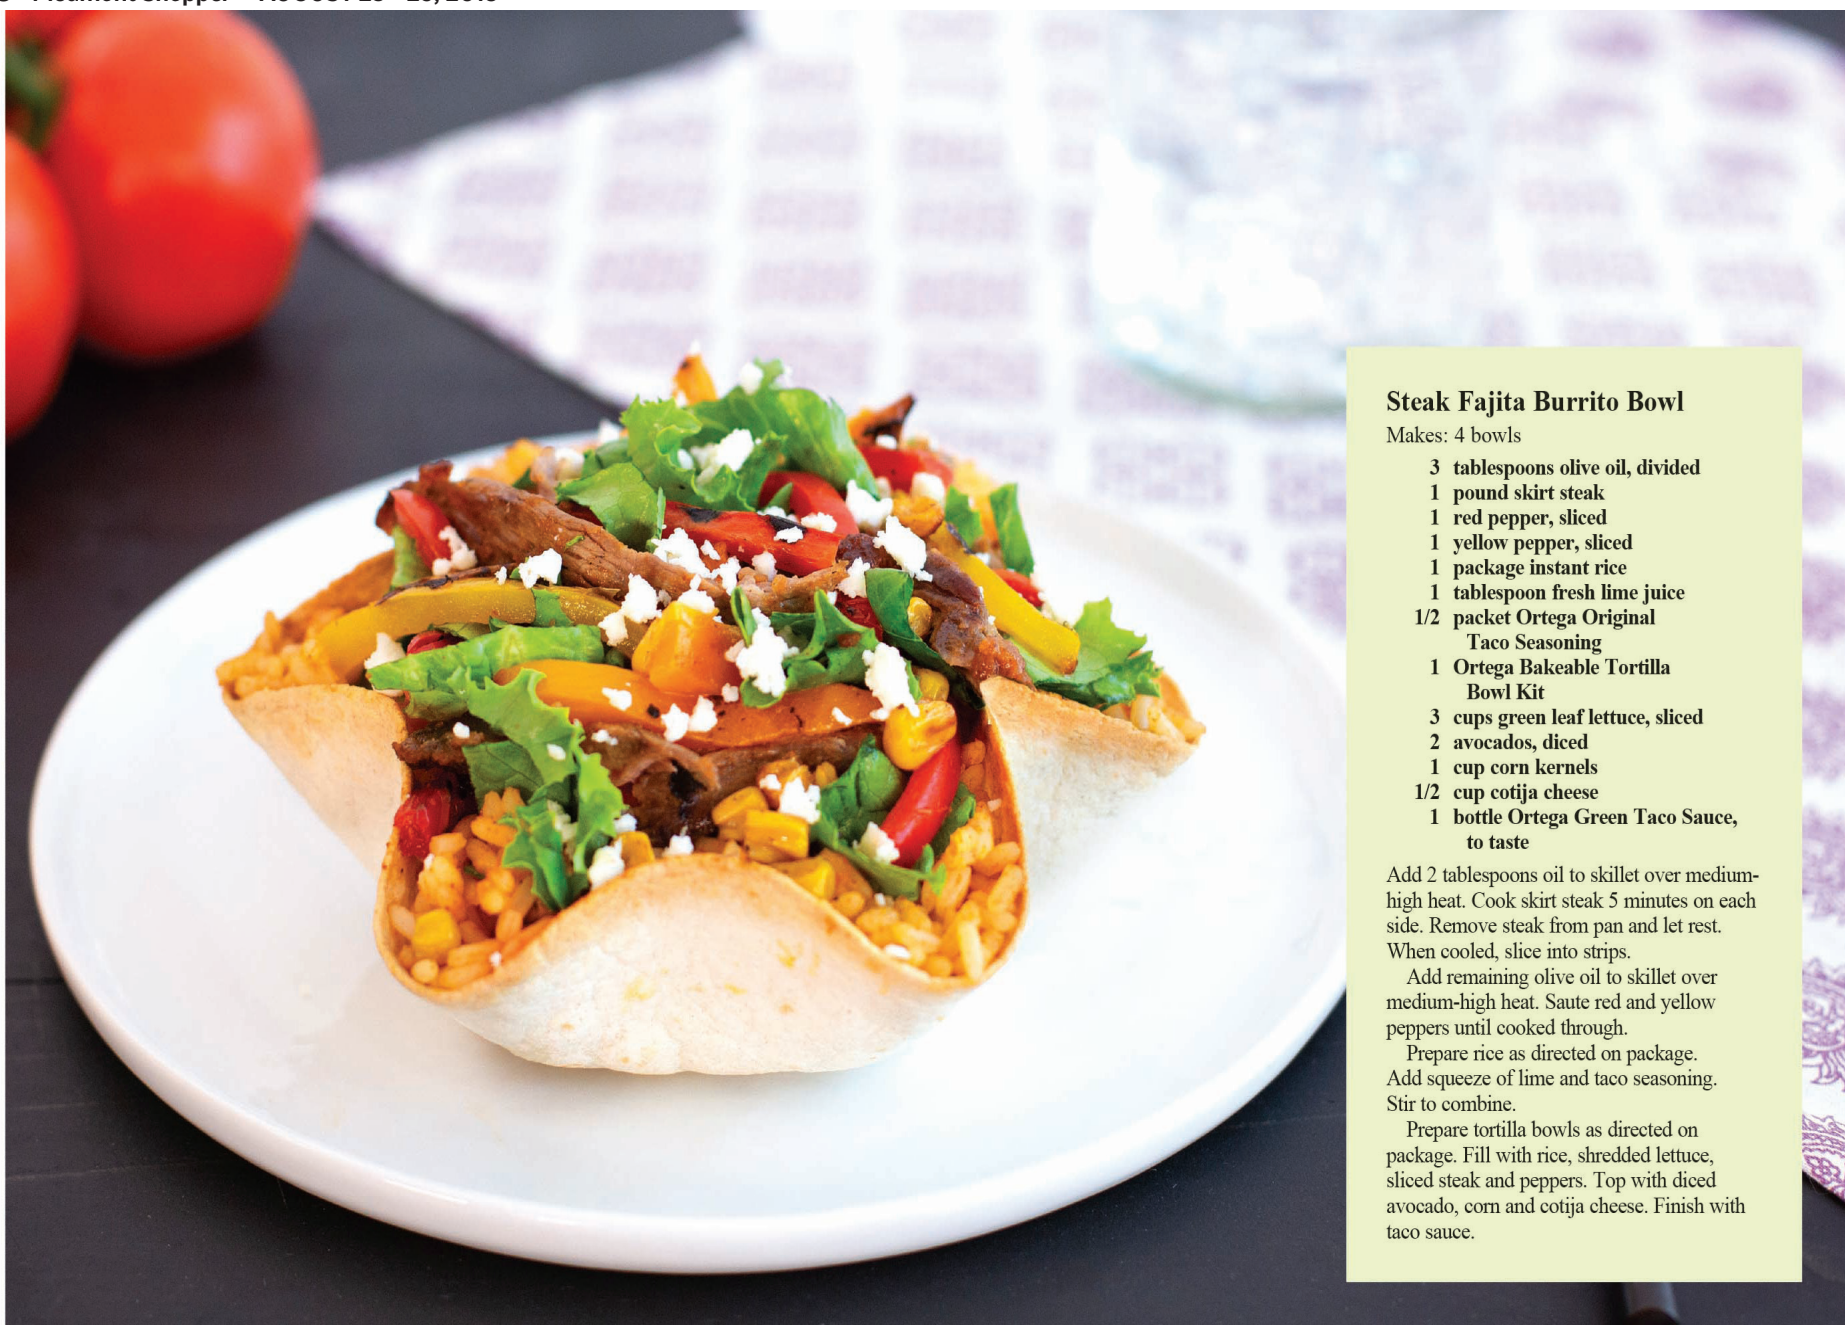 Steak Fajita Burrito Bowl
Makes: 4 bowls
3 tablespoons olive oil, divided
1 pound skirt steak
1 red pepper, sliced
1 yellow pepper, sliced
1 package instant rice
1 tablespoon fresh lime juice
1/2 packet Ortega Original
Taco Seasoning
1 Ortega Bakeable Tortilla
Bowl Kit
3 cups green leaf lettuce, sliced
2 avocados, diced
1 cup corn kernels
1/2 cup cotija cheese
1 bottle Ortega Green Taco Sauce,
to taste
Add 2 tablespoons oil to skillet over medium-
high heat. Cook skirt steak 5 minutes on each
side. Remove steak from pan and let rest.
When cooled, slice into strips.
Add remaining olive oil to skillet over
medium-high heat. Saute red and yellow
peppers until cooked through.
Prepare rice as directed on package.
Add squeeze of lime and taco seasoning.
Stir to combine.
Prepare tortilla bowls as directed on
package. Fill with rice, shredded lettuce,
sliced steak and peppers. Top with diced
avocado, corn and cotija cheese. Finish with
taco sauce.